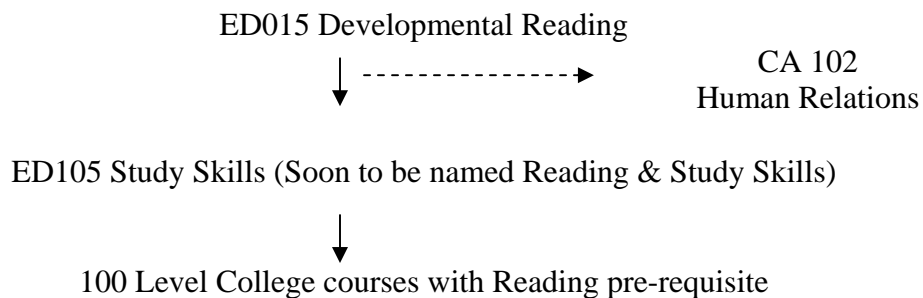 ED015 Developmental Reading
CA 102
Human Relations
ED105 Study Skills (Soon to be named Reading & Study Skills)
100 Level College courses with Reading pre-requisite